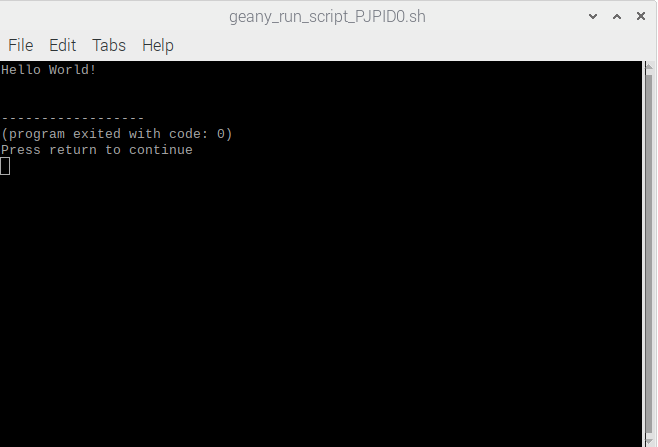 geany_run_script_PJPID0.sh
File Edit Tabs Help
Hello World!
------------------
(program exited with code: 0)
Press return to continue